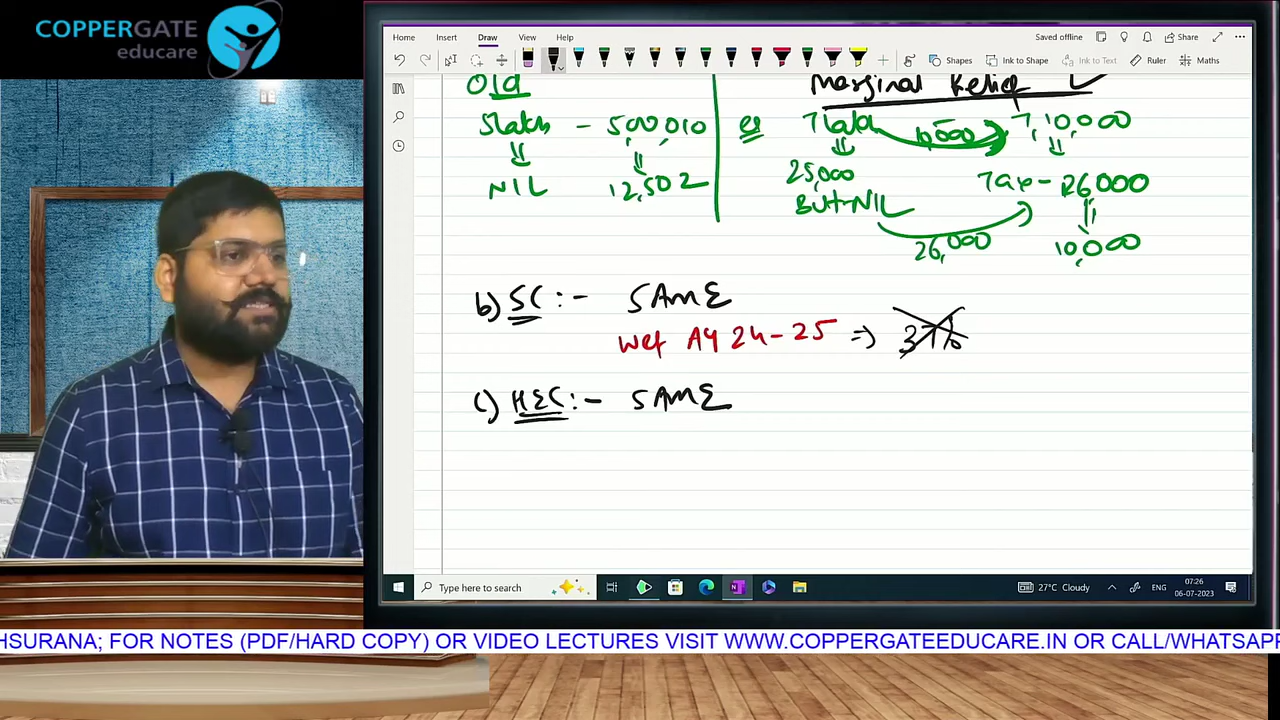 COPPERGATE
educare
Home Insert Draw View Help
Saved offline
Share
Shapes
Ink to Shape
Ink to Text
Ruler
Maths
Old
Marginal Relief
5 lakh - 500,010
NIL 12,502
eg 7 lakh 10,000 7,10,000
25,000
But NIL
Tax - 26,000
26,000
10,000
b) SC :- SAME
wef AY 24-25 => 37%
c) HEC :- SAME
Type here to search
27°C Cloudy
ENG
07:26
06-07-2023
HSURANA; FOR NOTES (PDF/HARD COPY) OR VIDEO LECTURES VISIT WWW.COPPERGATEEDUCARE.IN OR CALL/WHATSAPP